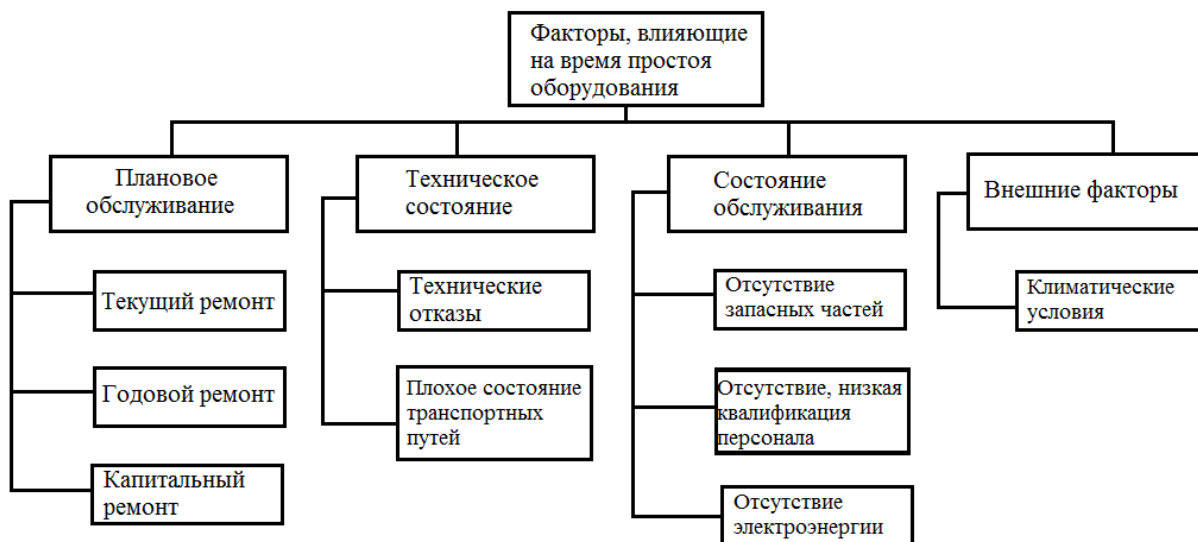 Факторы, влияющие
на время простоя
оборудования
Плановое
обслуживание
Техническое
состояние
Состояние
обслуживания
Внешние факторы
Текущий ремонт
Технические
отказы
Отсутствие
запасных частей
Климатические
условия
Годовой ремонт
Плохое состояние
транспортных
путей
Отсутствие, низкая
квалификация
персонала
Капитальный
ремонт
Отсутствие
электроэнергии